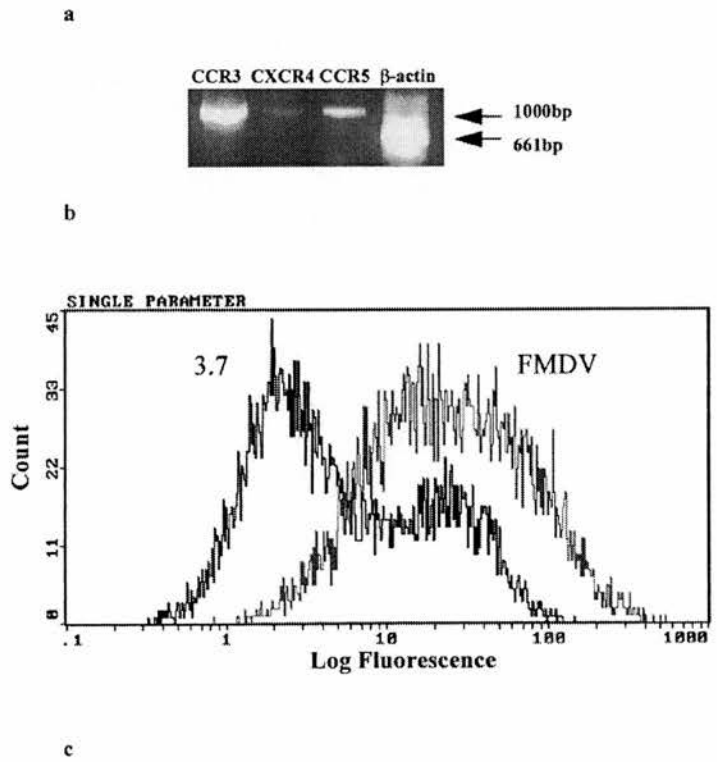 a
CCR3 CXCR4 CCR5 β-actin
1000bp
661bp
b
SINGLE PARAMETER
45
33
22
11
0
Count
3.7
FMDV
.1 1 10 100 1000
Log Fluorescence
c